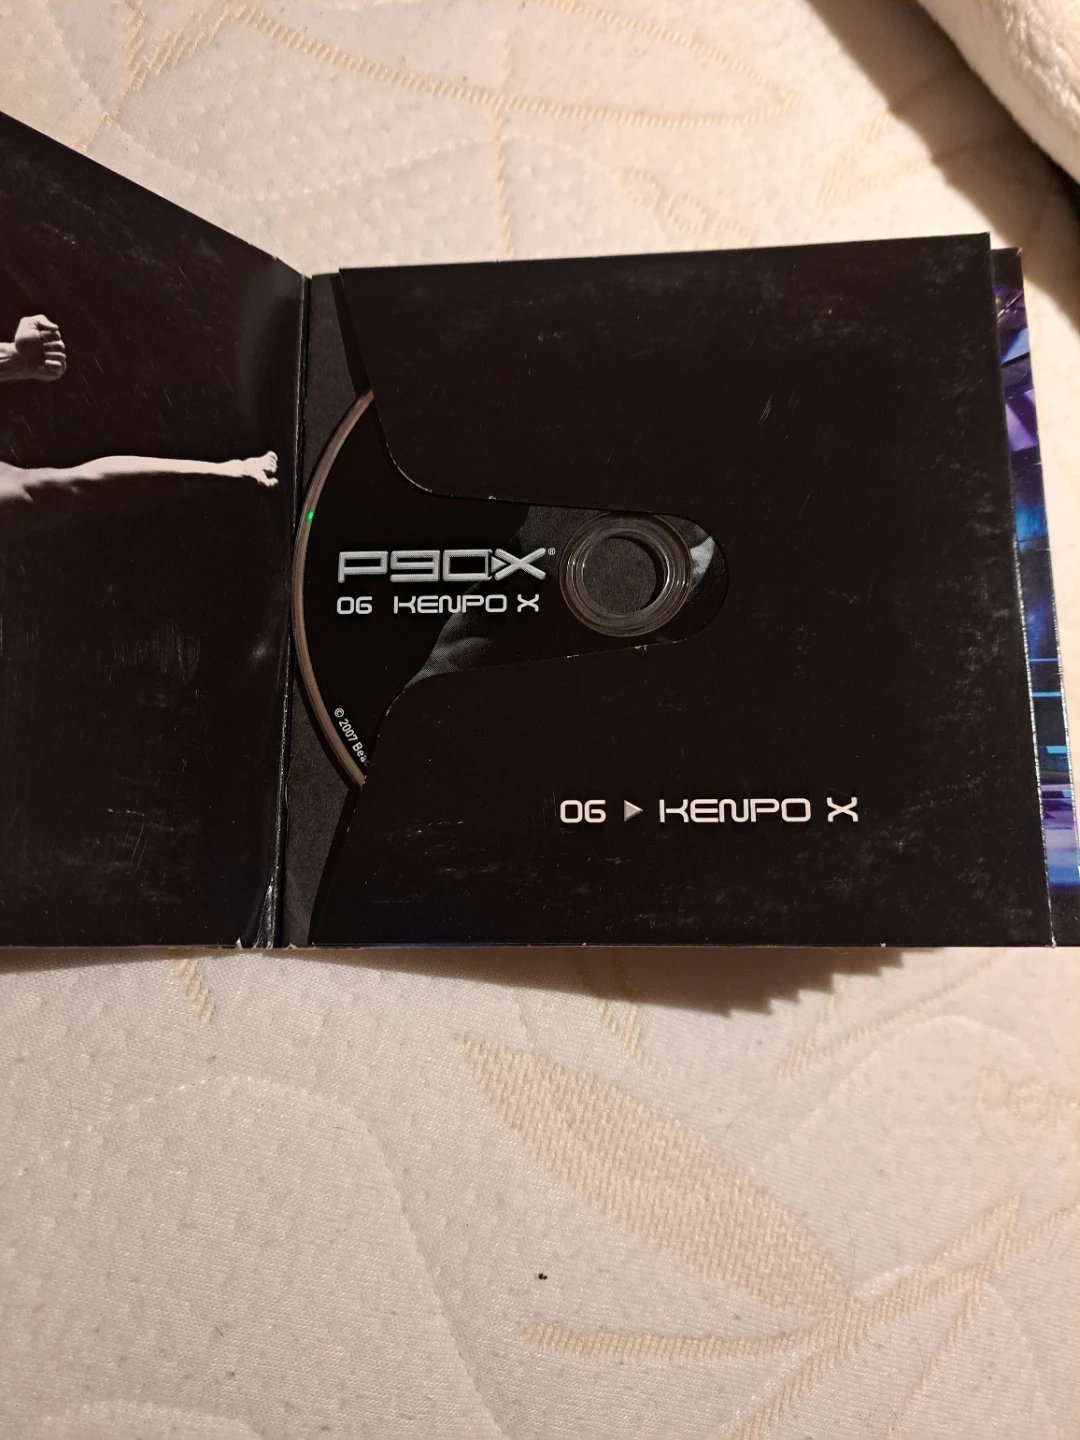 P90X®
06 KENPO X
© 2007 Bea
06 ▶ KENPO X